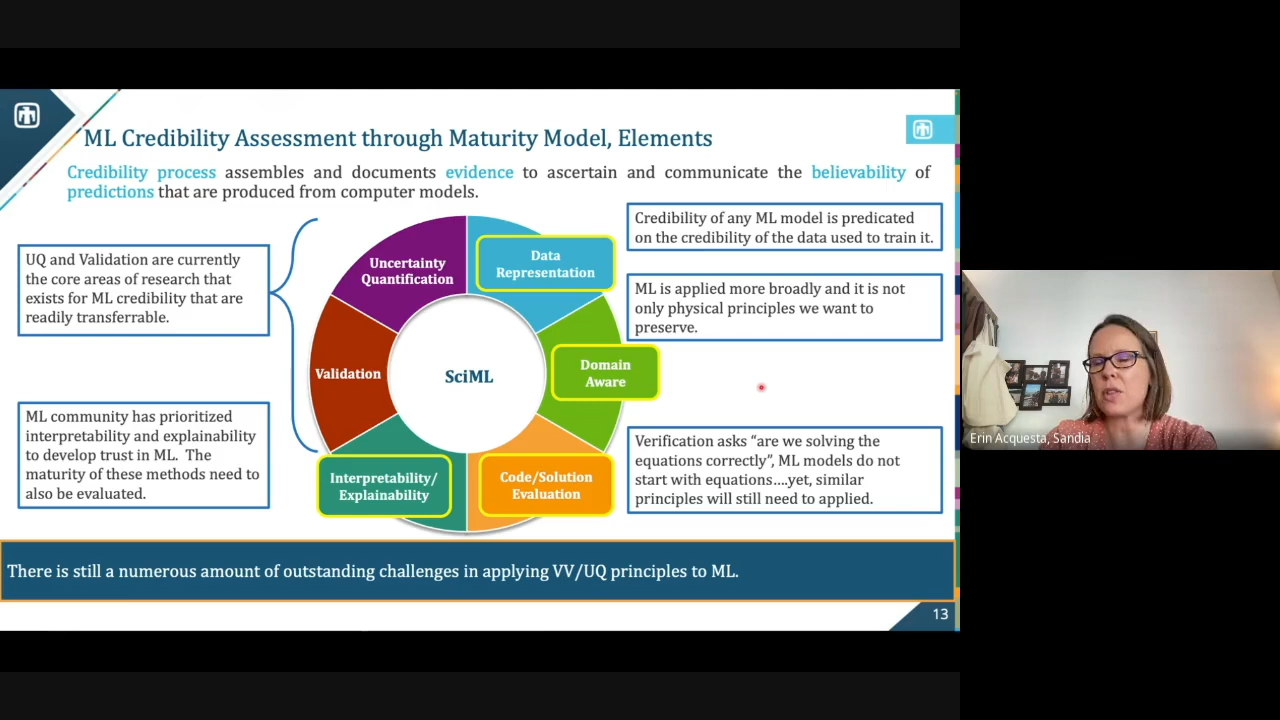 ML Credibility Assessment through Maturity Model, Elements
Credibility process assembles and documents evidence to ascertain and communicate the believability of
predictions that are produced from computer models.
UQ and Validation are currently
the core areas of research that
exists for ML credibility that are
readily transferrable.
ML community has prioritized
interpretability and explainability
to develop trust in ML. The
maturity of these methods need to
also be evaluated.
Uncertainty
Quantification
Data
Representation
Validation
SciML
Domain
Aware
Interpretability/
Explainability
Code/Solution
Evaluation
Credibility of any ML model is predicated
on the credibility of the data used to train it.
ML is applied more broadly and it is not
only physical principles we want to
preserve.
Verification asks “are we solving the
equations correctly”, ML models do not
start with equations....yet, similar
principles will still need to applied.
There is still a numerous amount of outstanding challenges in applying VV/UQ principles to ML.
13
Erin Acquesta, Sandia